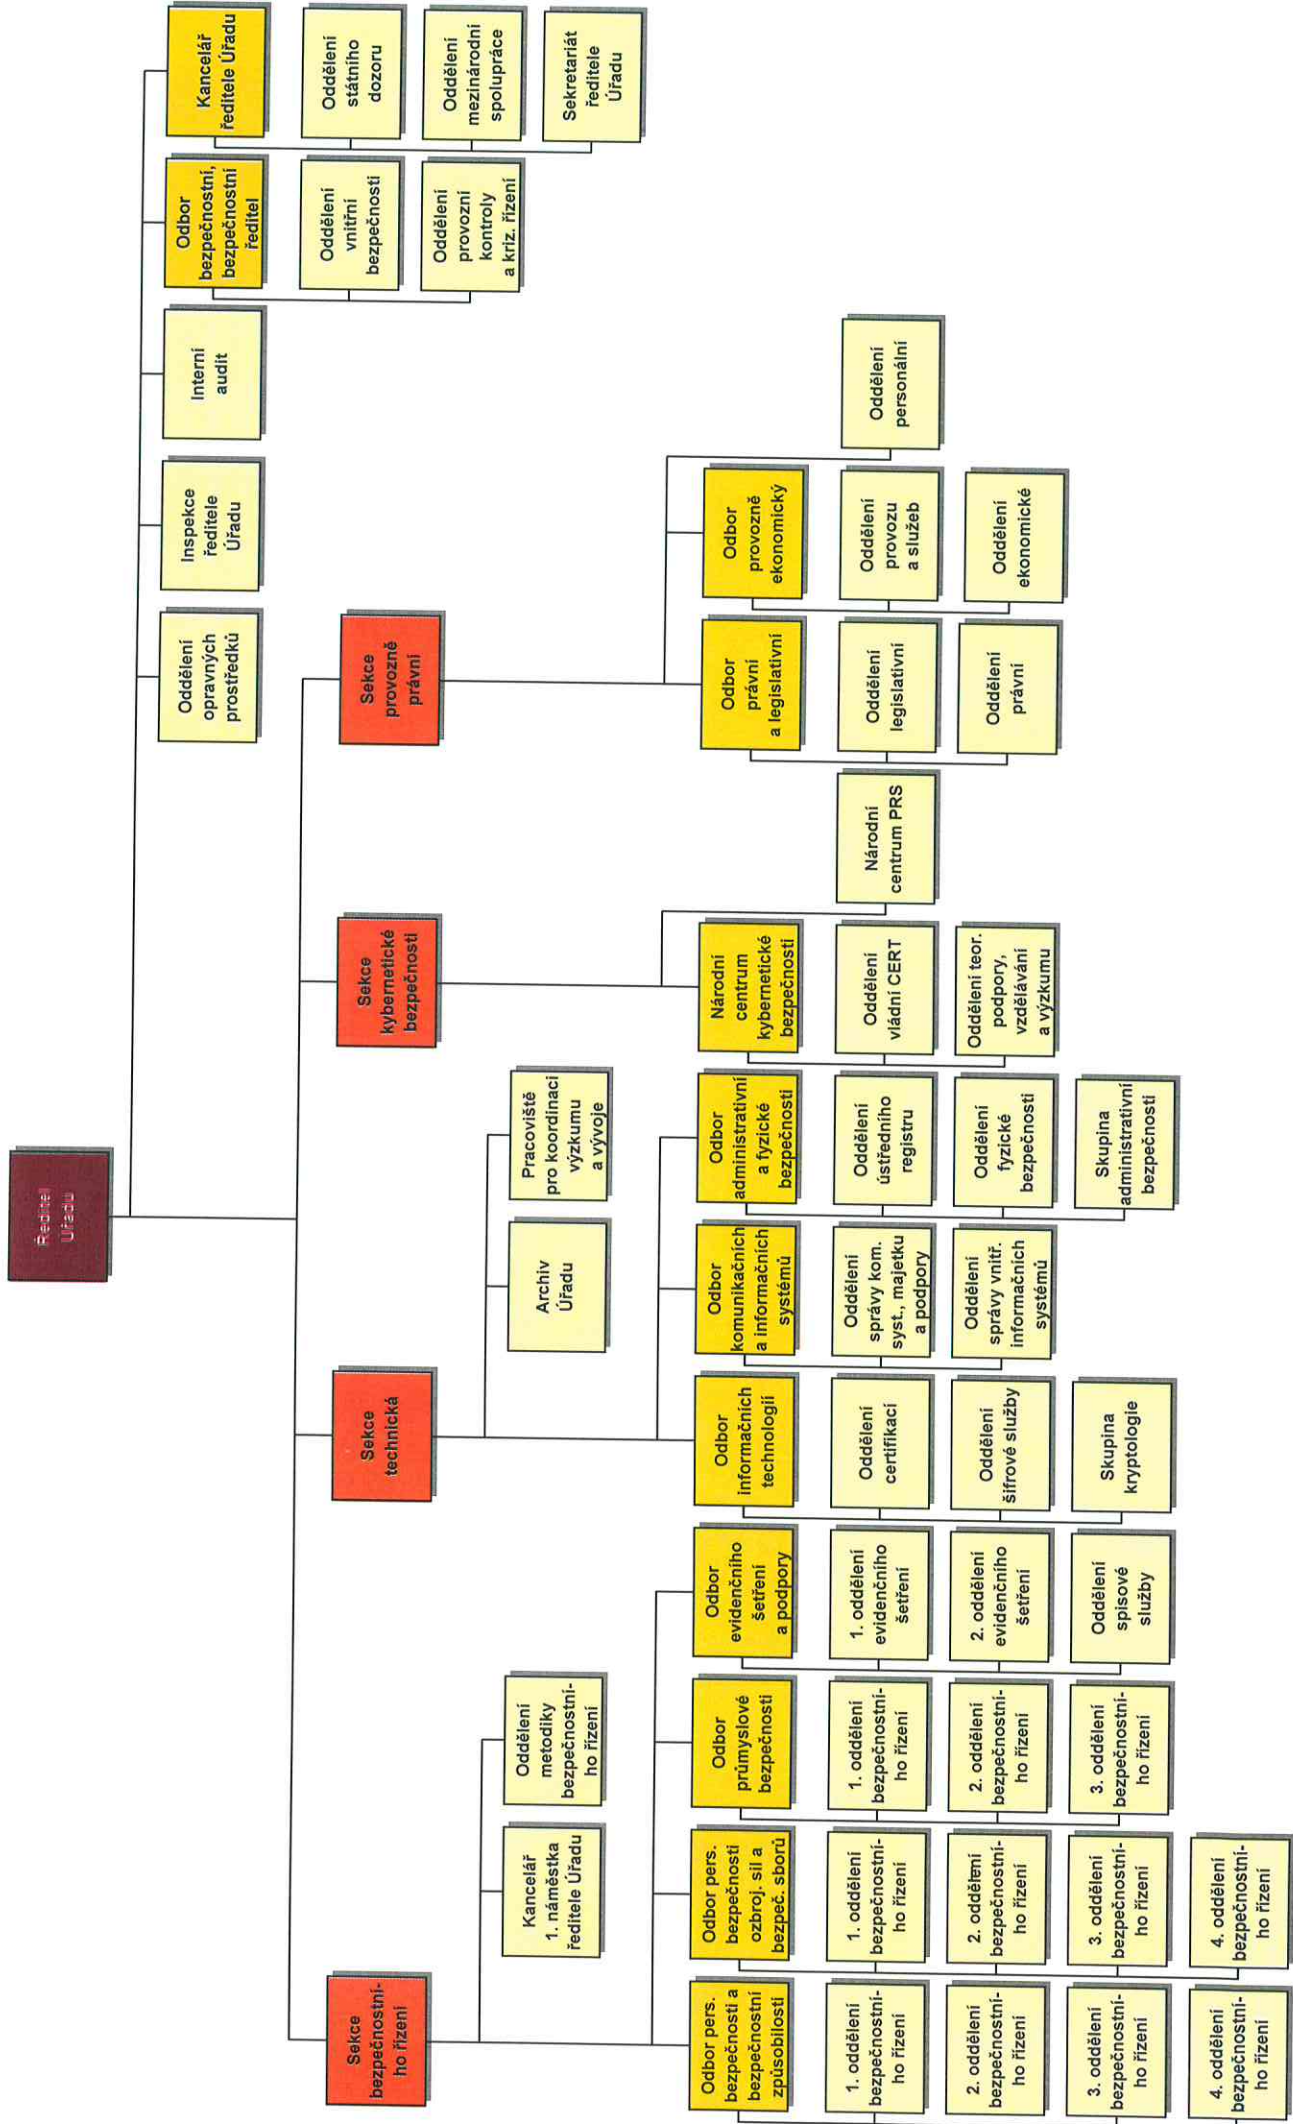 Ředitel
Úřadu
Oddělení
opravných
prostředků
Inspekce
ředitele
Úřadu
Interní
audit
Odbor
bezpečnostní,
bezpečnostní
ředitel
Oddělení
vnitřní
bezpečnosti
Oddělení
provozní
kontroly
a kriz. řízení
Kancelář
ředitele Úřadu
Oddělení
státního
dozoru
Oddělení
mezinárodní
spolupráce
Sekretariát
ředitele
Úřadu
Sekce
bezpečnostní-
ho řízení
Kancelář
1. náměstka
ředitele Úřadu
Oddělení
metodiky
bezpečnostní-
ho řízení
Odbor pers.
bezpečnosti a
bezpečnostní
způsobilosti
1. oddělení
bezpečnostní-
ho řízení
2. oddělení
bezpečnostní-
ho řízení
3. oddělení
bezpečnostní-
ho řízení
4. oddělení
bezpečnostní-
ho řízení
Odbor pers.
bezpečnosti
ozbroj. sil a
bezpeč. sborů
1. oddělení
bezpečnostní-
ho řízení
2. oddělení
bezpečnostní-
ho řízení
3. oddělení
bezpečnostní-
ho řízení
4. oddělení
bezpečnostní-
ho řízení
Odbor
průmyslové
bezpečnosti
1. oddělení
bezpečnostní-
ho řízení
2. oddělení
bezpečnostní-
ho řízení
3. oddělení
bezpečnostní-
ho řízení
Odbor
evidenčního
šetření
a podpory
1. oddělení
evidenčního
šetření
2. oddělení
evidenčního
šetření
Oddělení
spisové
služby
Sekce
technická
Archiv
Úřadu
Pracoviště
pro koordinaci
výzkumu
a vývoje
Odbor
informačních
technologií
Oddělení
certifikací
Oddělení
šifrové služby
Skupina
kryptologie
Odbor
komunikačních
a informačních
systémů
Oddělení
správy kom.
syst., majetku
a podpory
Oddělení
správy vnitř.
informačních
systémů
Odbor
administrativní
a fyzické
bezpečnosti
Oddělení
ústředního
registru
Oddělení
fyzické
bezpečnosti
Skupina
administrativní
bezpečnosti
Sekce
kybernetické
bezpečnosti
Národní
centrum
kybernetické
bezpečnosti
Oddělení
vládní CERT
Oddělení teor.
podpory,
vzdělávání
a výzkumu
Národní
centrum PRS
Sekce
provozně
právní
Odbor
právní
a legislativní
Oddělení
legislativní
Oddělení
právní
Odbor
provozně
ekonomický
Oddělení
provozu
a služeb
Oddělení
ekonomické
Oddělení
personální